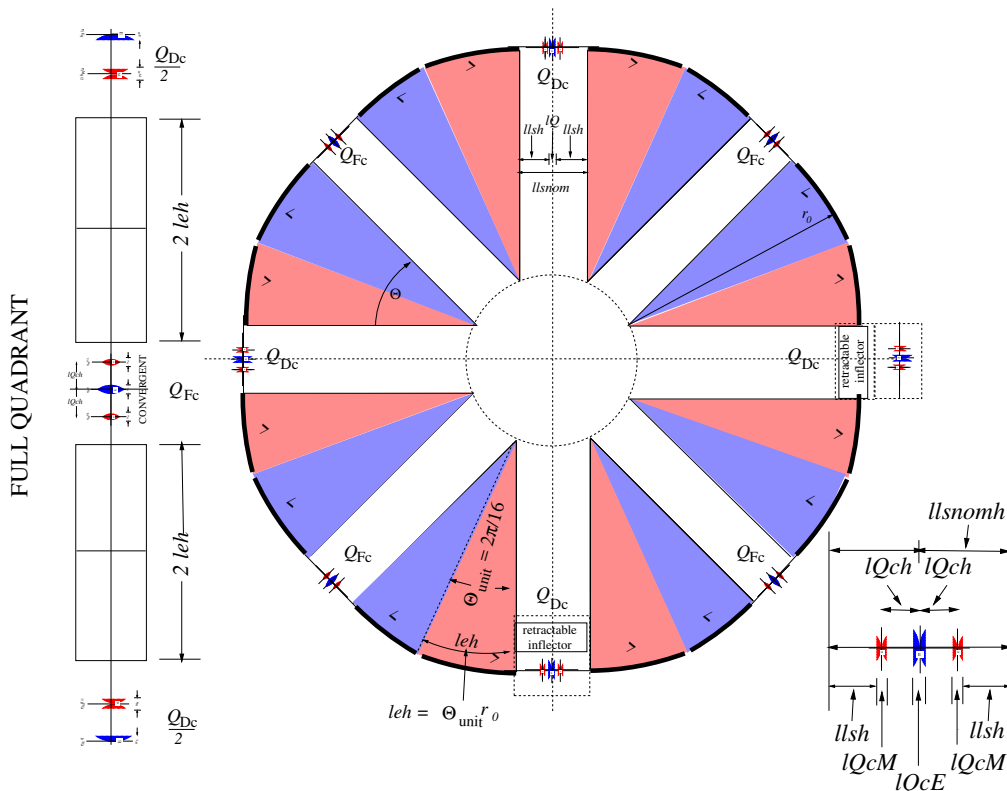 FULL QUADRANT
Q_Dc
2
2 leh
lQch
lQch
CONVERGENT
Q_Fc
2 leh
Q_Dc
2
Q_Dc
lQ
llsh
llsh
llsnom
Q_Fc
Q_Fc
r_0
Θ
Q_Dc
Q_Dc
retractable
inflector
Q_Fc
Q_Fc
Θ_unit = 2π/16
leh
Q_Dc
retractable
inflector
leh = Θ_unit r_0
llsnomh
lQch
lQch
llsh
llsh
lQcM
lQcM
lQcE